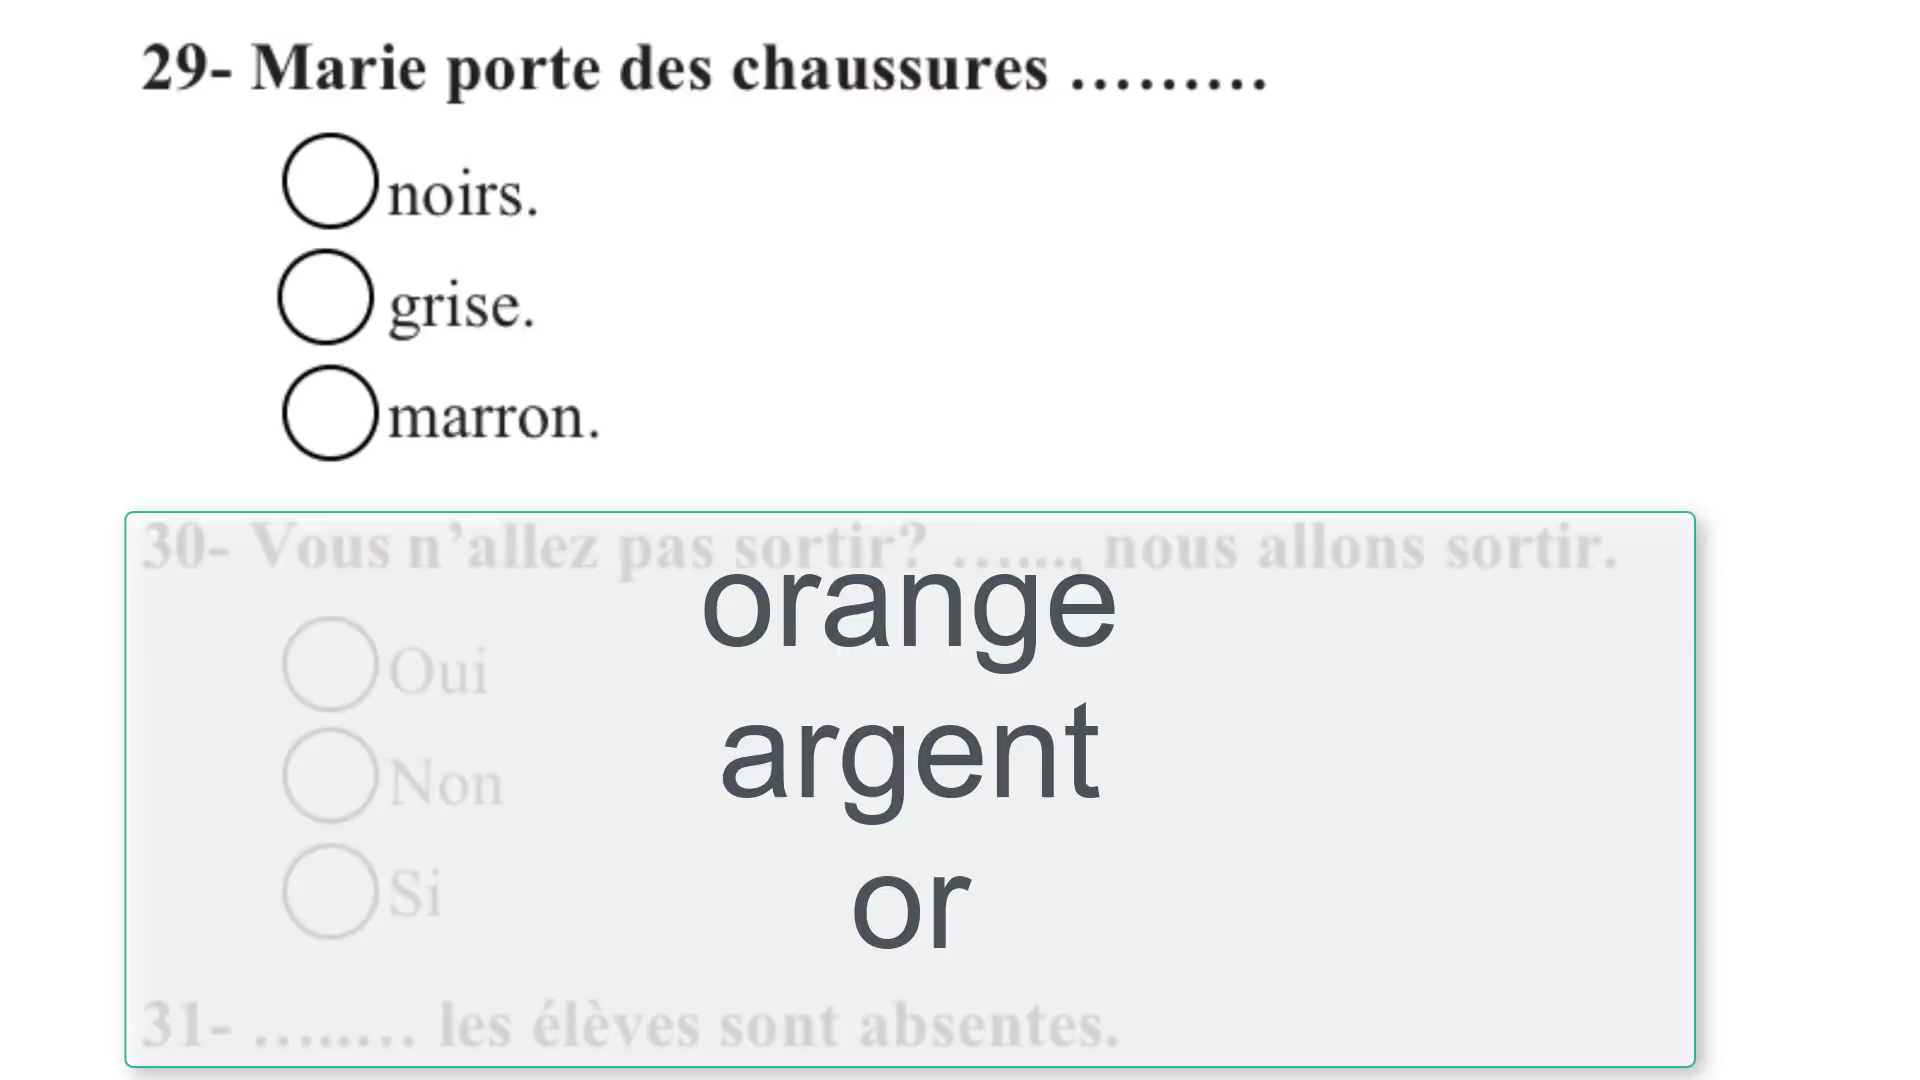 29- Marie porte des chaussures .........
noirs.
grise.
marron.
30- Vous n’allez pas sortir? ......., nous allons sortir.
orange
Oui
argent
Non
or
Si
31- ........ les élèves sont absentes.